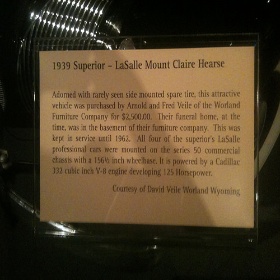 1939 Superior – LaSalle Mount Claire Hearse
Adorned with rarely seen side mounted spare tire, this attractive
vehicle was purchased by Arnold and Fred Veile of the Worland
Furniture Company for $2,500.00. Their funeral home, at the
time, was in the basement of their furniture company. This was
kept in service until 1962. All four of the superior's LaSalle
professional cars were mounted on the series 50 commercial
chassis with a 156½ inch wheelbase. It is powered by a Cadillac
332 cubic inch V-8 engine developing 125 Horsepower.
Courtesy of David Veile Worland Wyoming